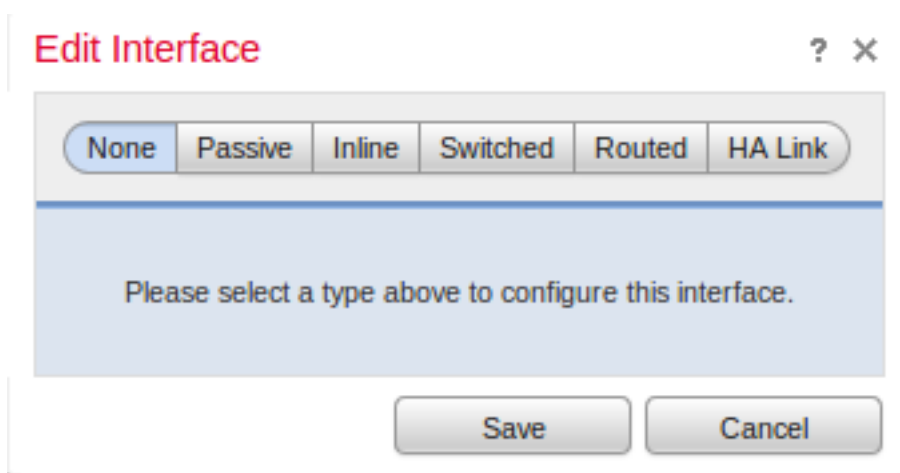 Edit Interface ? ×
None Passive Inline Switched Routed HA Link
Please select a type above to configure this interface.
Save Cancel